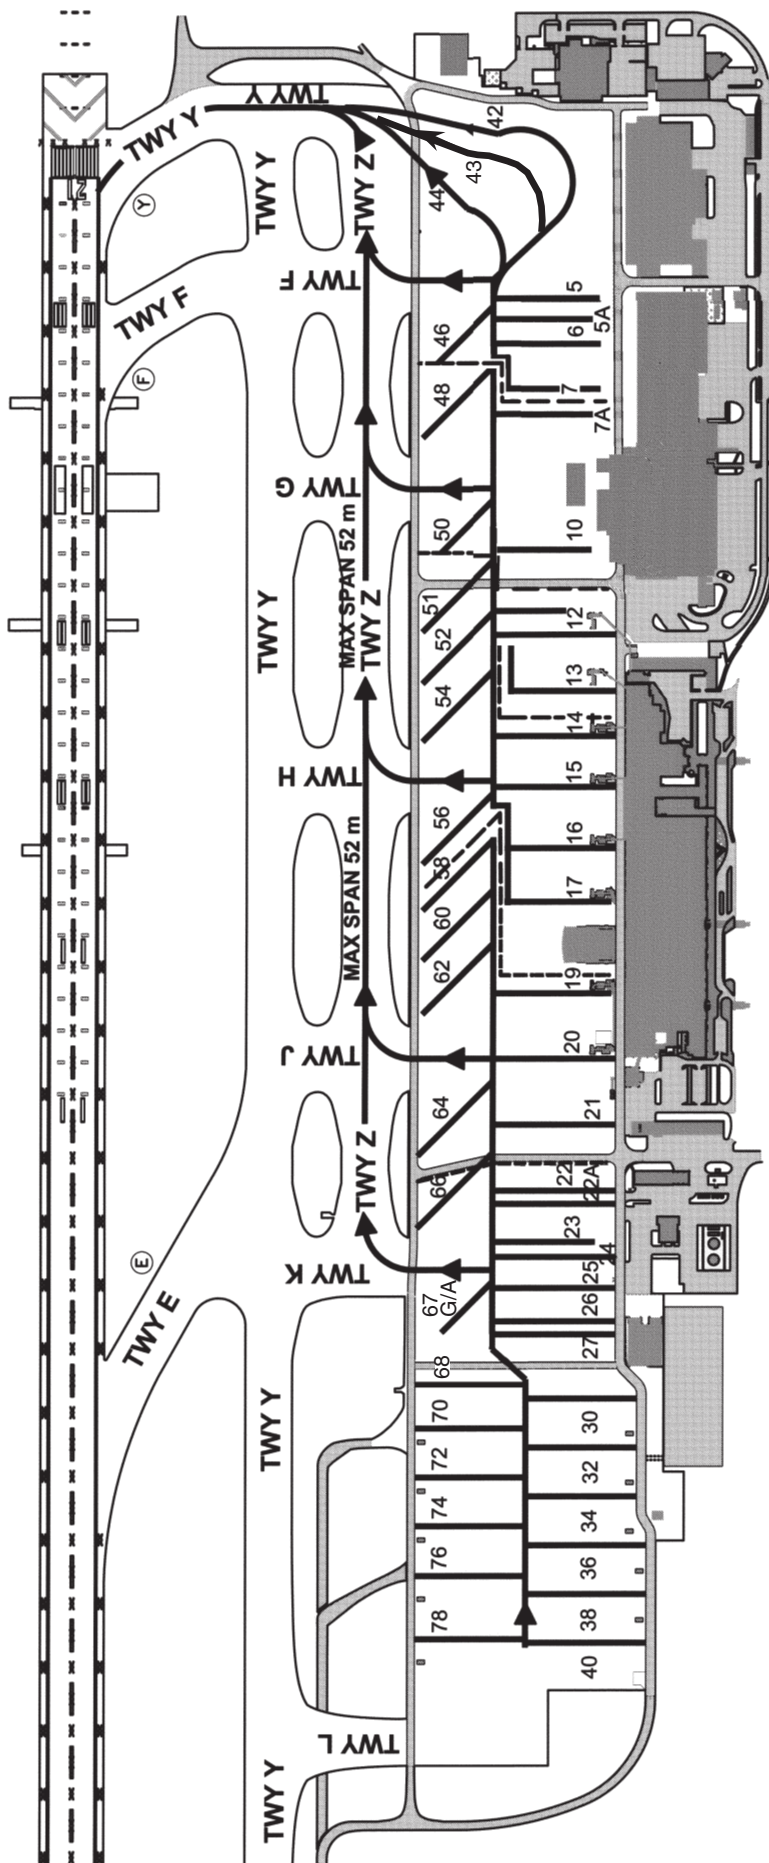 TWY Y
TWY Y
21
Y
TWY Y
TWY Z
42
43
44
TWY F
TWY F
F
5
5A
6
46
7
7A
48
TWY G
50
10
MAX SPAN 52 m
TWY Y
TWY Z
51
52
12
54
13
14
TWY H
15
56
16
58
17
MAX SPAN 52 m
60
62
19
TWY J
20
64
21
TWY Z
66
22
22A
E
TWY E
TWY K
23
24
25
67
G/A
26
27
68
TWY Y
70
30
72
32
74
34
76
36
78
38
40
TWY L
TWY Y